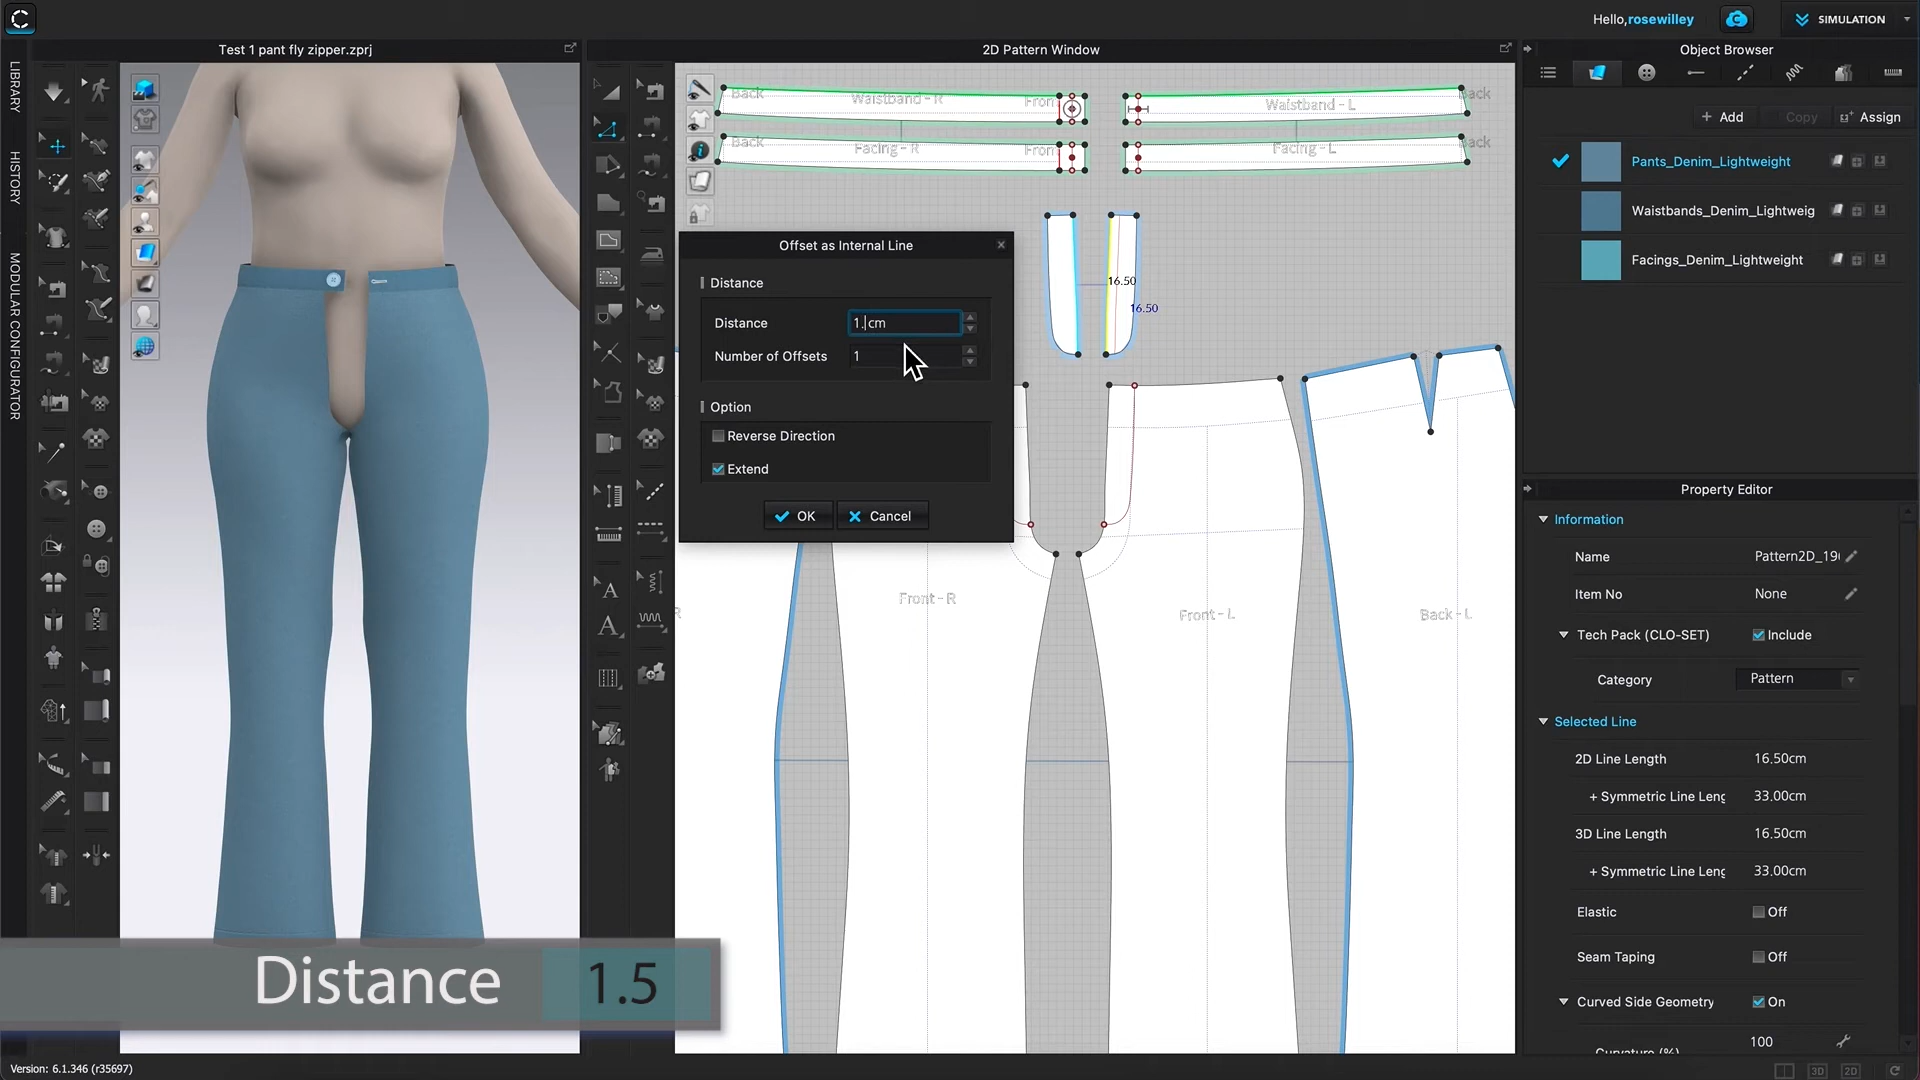 Hello,rosewilley
SIMULATION
Test 1 pant fly zipper.zprj
2D Pattern Window
Object Browser
LIBRARY
HISTORY
MODULAR CONFIGURATOR
Back
Waistband - R
Front
Waistband - L
Back
Back
Facing - R
Front
Facing - L
Back
+ Add
Copy
Assign
Pants_Denim_Lightweight
Waistbands_Denim_Lightweig
Facings_Denim_Lightweight
Offset as Internal Line
Distance
Distance
1. cm
Number of Offsets
1
Option
Reverse Direction
Extend
OK
Cancel
16.50
16.50
Front - R
Front - L
Back - L
R
Property Editor
Information
Name
Pattern2D_19
Item No
None
Tech Pack (CLO-SET)
Include
Category
Pattern
Selected Line
2D Line Length
16.50cm
+ Symmetric Line Leng
33.00cm
3D Line Length
16.50cm
+ Symmetric Line Leng
33.00cm
Elastic
Off
Seam Taping
Off
Curved Side Geometry
On
Curvature (%)
100
Distance
1.5
Version: 6.1.346 (r35697)
3D
2D